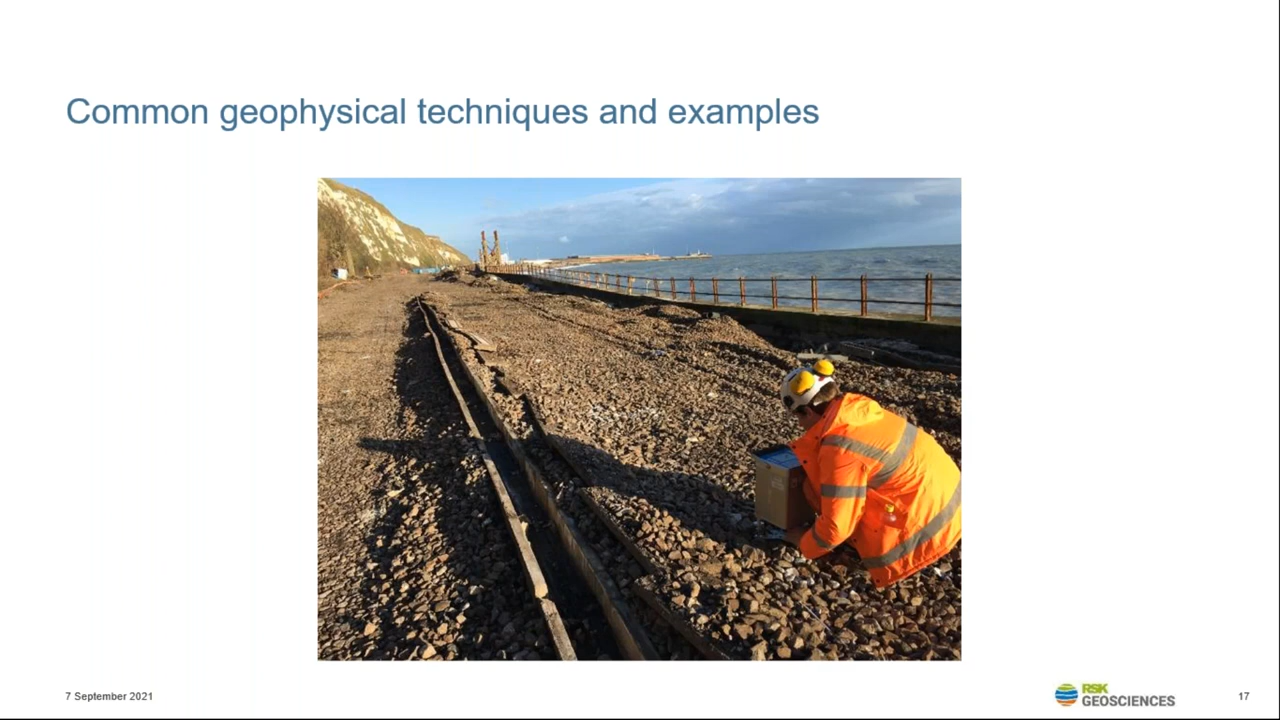 Common geophysical techniques and examples
7 September 2021
RSK
GEOSCIENCES
17